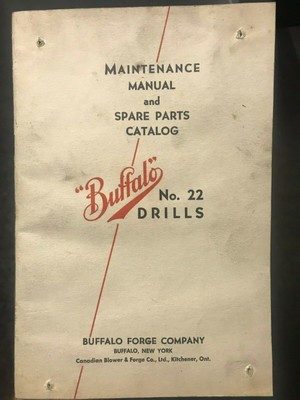 MAINTENANCE
MANUAL
and
SPARE PARTS
CATALOG
"Buffalo"
No. 22
DRILLS
BUFFALO FORGE COMPANY
BUFFALO, NEW YORK
Canadian Blower & Forge Co., Ltd., Kitchener, Ont.